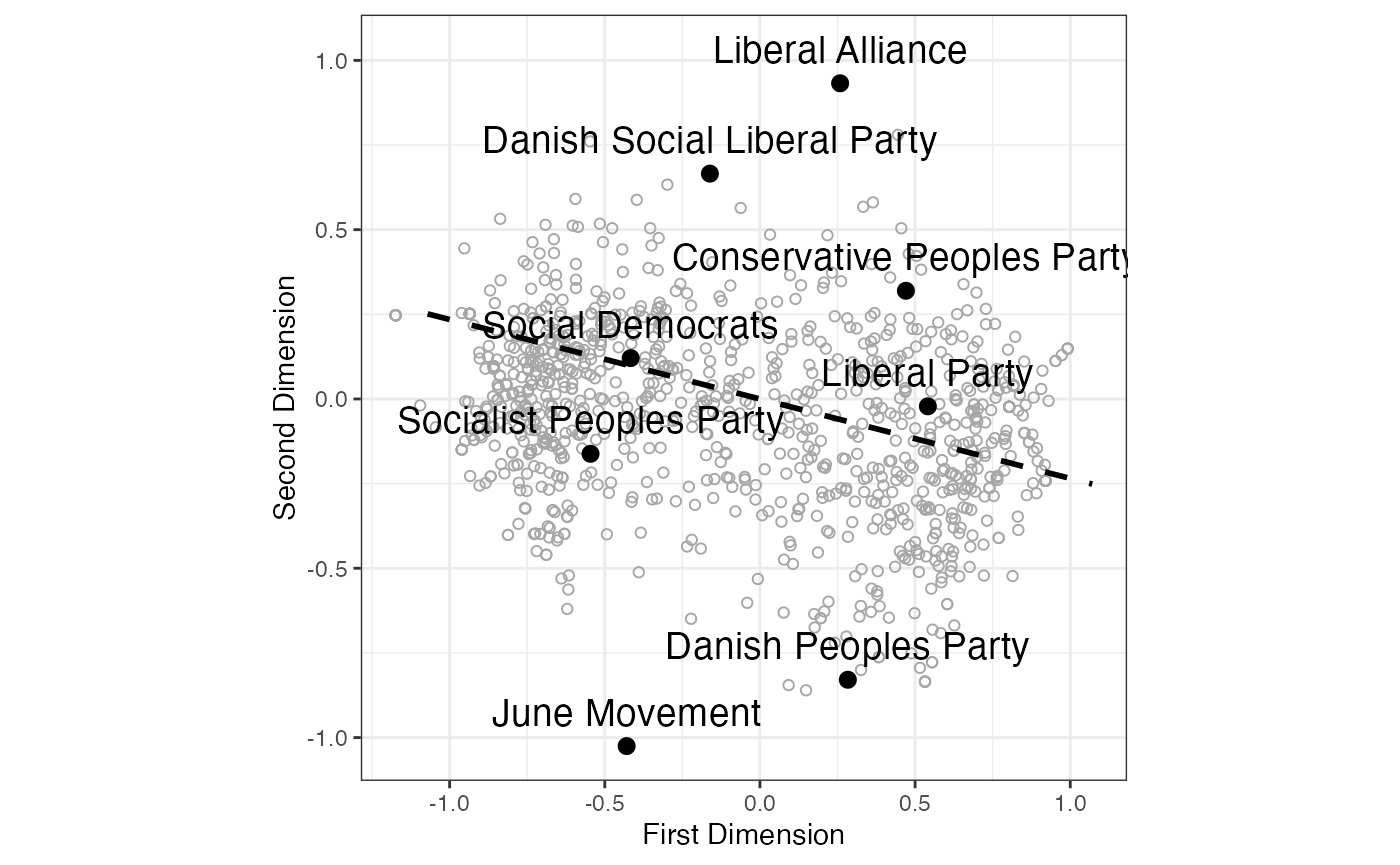 Liberal Alliance
1.0
Danish Social Liberal Party
0.5
Conservative Peoples Party
Social Democrats
Liberal Party
0.0
Socialist Peoples Party
Second Dimension
-0.5
Danish Peoples Party
June Movement
-1.0
-1.0 -0.5 0.0 0.5 1.0
First Dimension